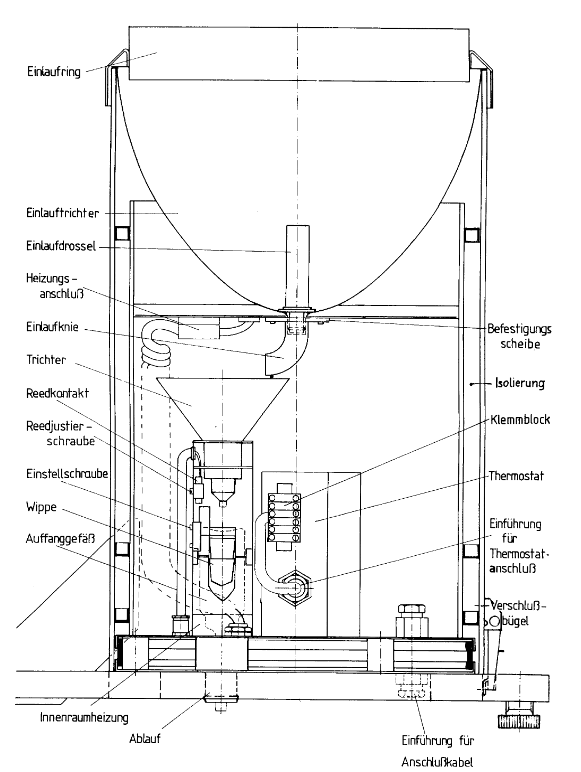 Einlaufring
Einlauftrichter
Einlaufdrossel
Heizungs-
anschluß
Einlaufknie
Trichter
Reedkontakt
Reedjustier-
schraube
Einstellschraube
Wippe
Auffanggefäß
Innenraumheizung
Ablauf
Befestigungs
scheibe
Isolierung
Klemmblock
Thermostat
Einführung
für
Thermostat-
anschluß
Verschluß-
bügel
Einführung für
Anschlußkabel